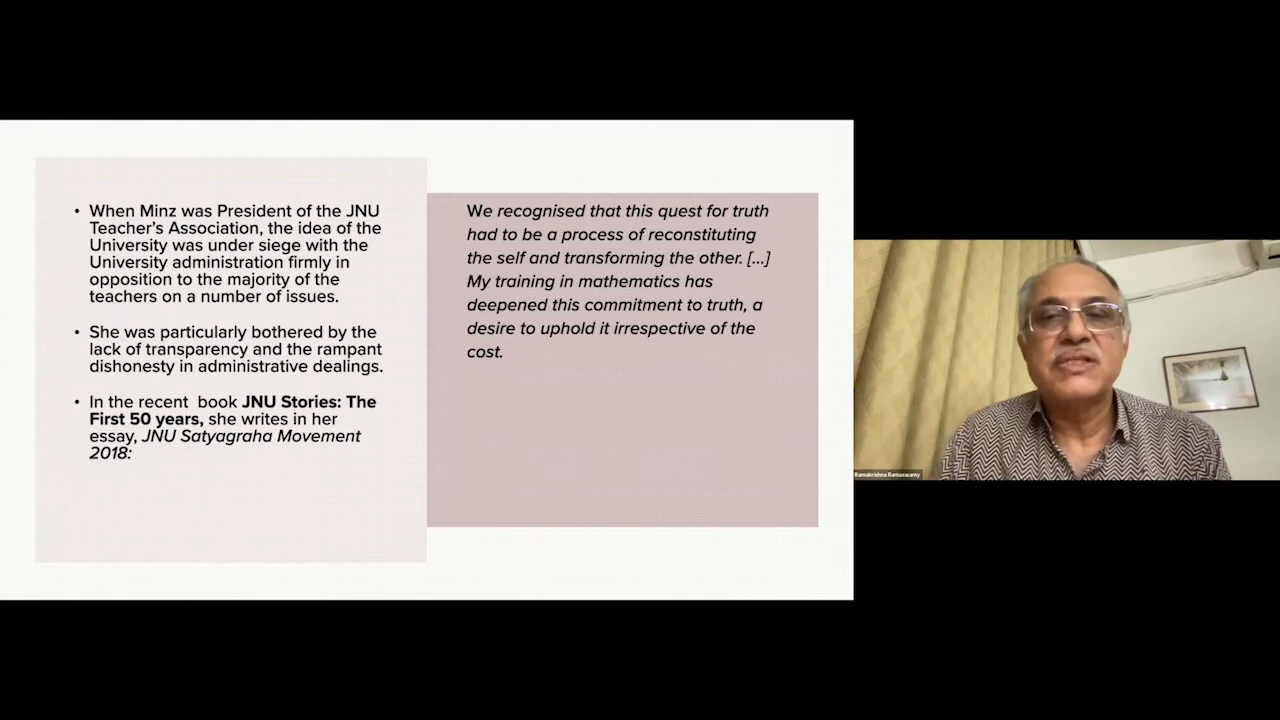 • When Minz was President of the JNU
Teacher’s Association, the idea of the
University was under siege with the
University administration firmly in
opposition to the majority of the
teachers on a number of issues.
• She was particularly bothered by the
lack of transparency and the rampant
dishonesty in administrative dealings.
• In the recent book JNU Stories: The
First 50 years, she writes in her
essay, JNU Satyagraha Movement
2018:
We recognised that this quest for truth
had to be a process of reconstituting
the self and transforming the other. [...]
My training in mathematics has
deepened this commitment to truth, a
desire to uphold it irrespective of the
cost.
Ramakrishna Ramaswamy